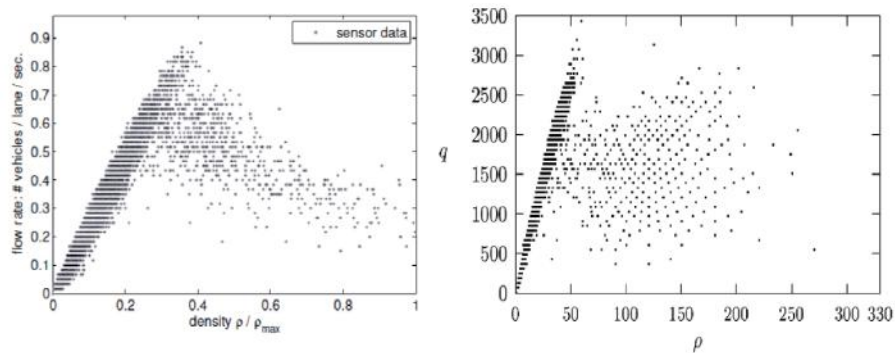 sensor data
flow rate: # vehicles / lane / sec.
0.9
0.8
0.7
0.6
0.5
0.4
0.3
0.2
0.1
0
0 0.2 0.4 0.6 0.8 1
density ρ / ρmax
3500
3000
2500
2000
1500
1000
500
0
q
0 50 100 150 200 250 300 330
ρ